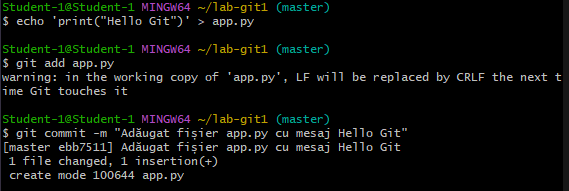 Student-1@Student-1 MINGW64 ~/lab-git1 (master)
$ echo 'print("Hello Git")' > app.py
Student-1@Student-1 MINGW64 ~/lab-git1 (master)
$ git add app.py
warning: in the working copy of 'app.py', LF will be replaced by CRLF the next t
ime Git touches it
Student-1@Student-1 MINGW64 ~/lab-git1 (master)
$ git commit -m "Adăugat fișier app.py cu mesaj Hello Git"
[master ebb7511] Adăugat fișier app.py cu mesaj Hello Git
 1 file changed, 1 insertion(+)
 create mode 100644 app.py